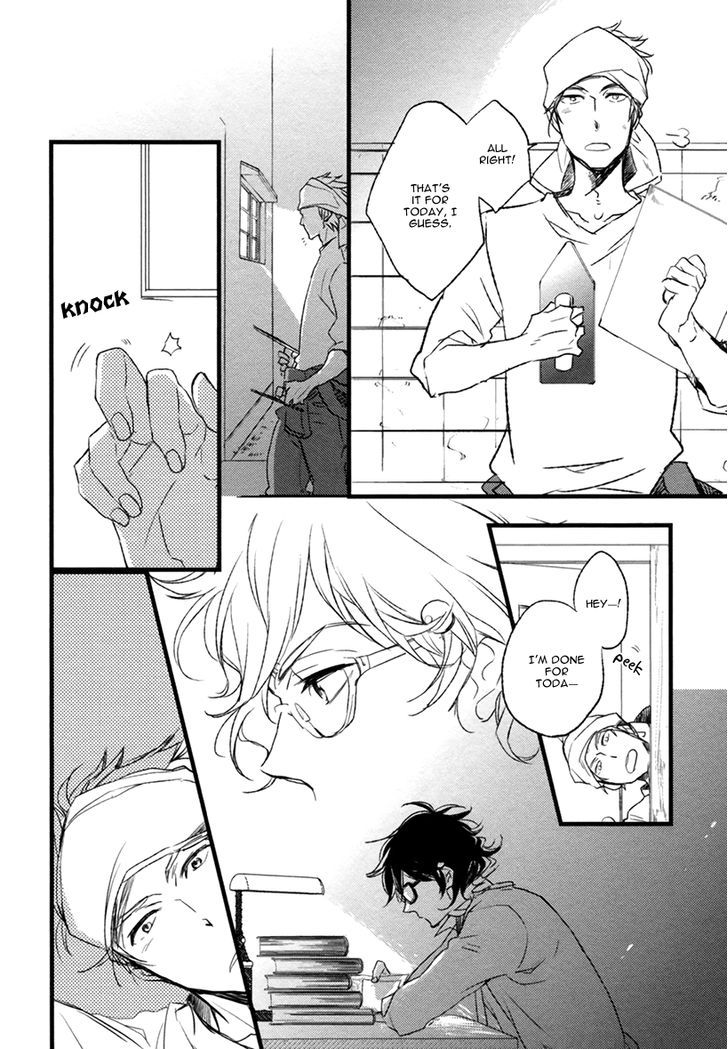 ALL
RIGHT!
THAT'S
IT FOR
TODAY, I
GUESS.
knock
HEY—!
I'M DONE
FOR
TODA—
peek